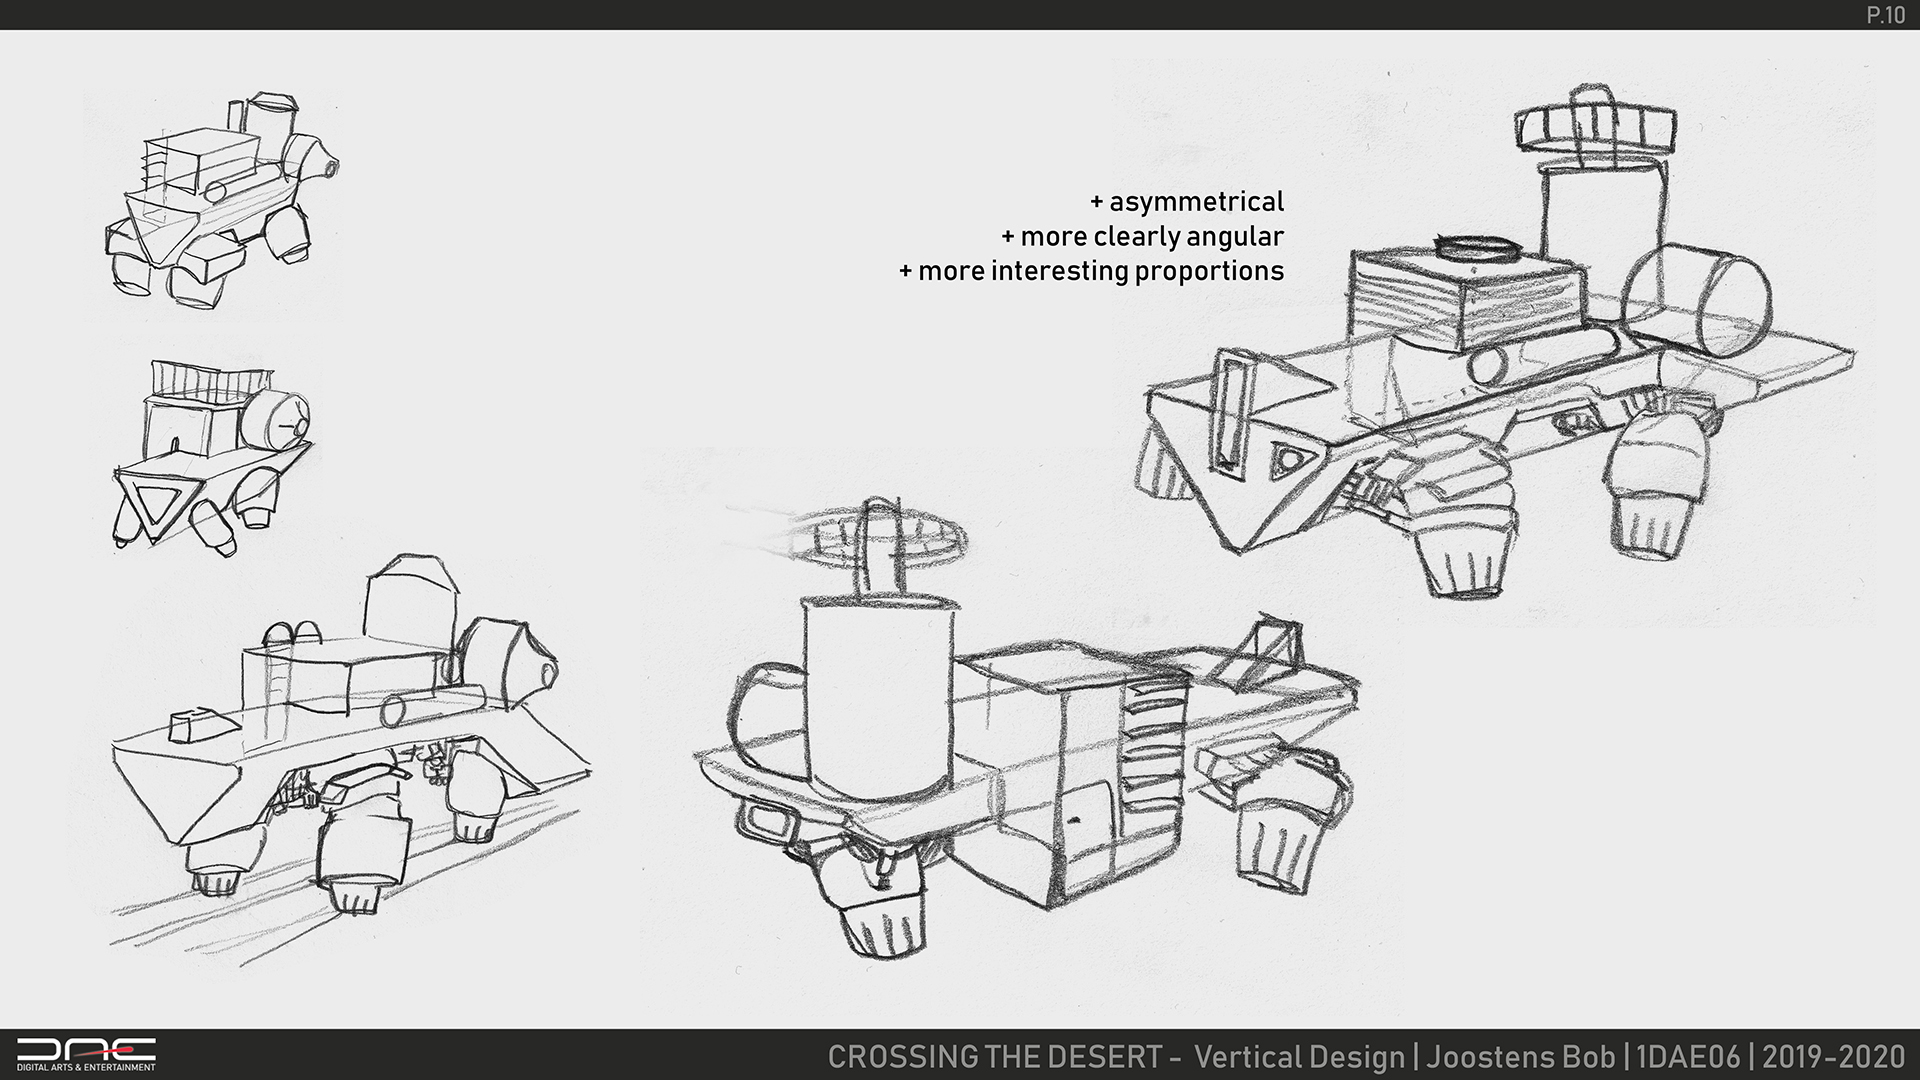 P.10
+ asymmetrical
+ more clearly angular
+ more interesting proportions
DAE
DIGITAL ARTS & ENTERTAINMENT
CROSSING THE DESERT - Vertical Design | Joostens Bob | 1DAE06 | 2019-2020